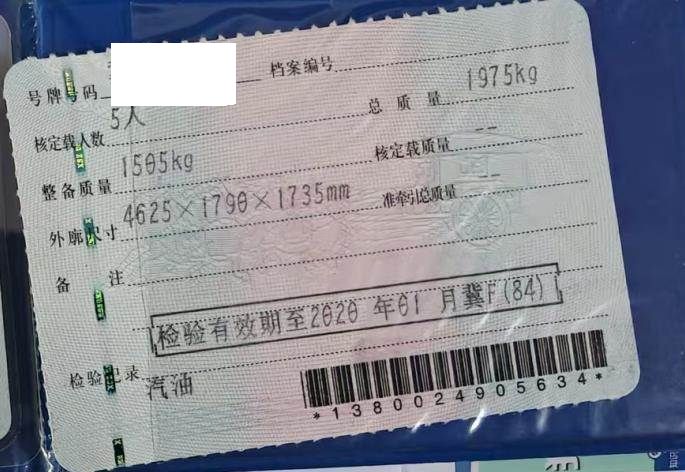 号牌号码 档案编号
核定载人数 5人 总质量 1975kg
整备质量 1505kg 核定载质量 --
外廓尺寸 4625×1790×1735mm 准牵引总质量 --
备注
检验有效期至2020年01月冀F(84)
检验记录 汽油
*1380024905634*